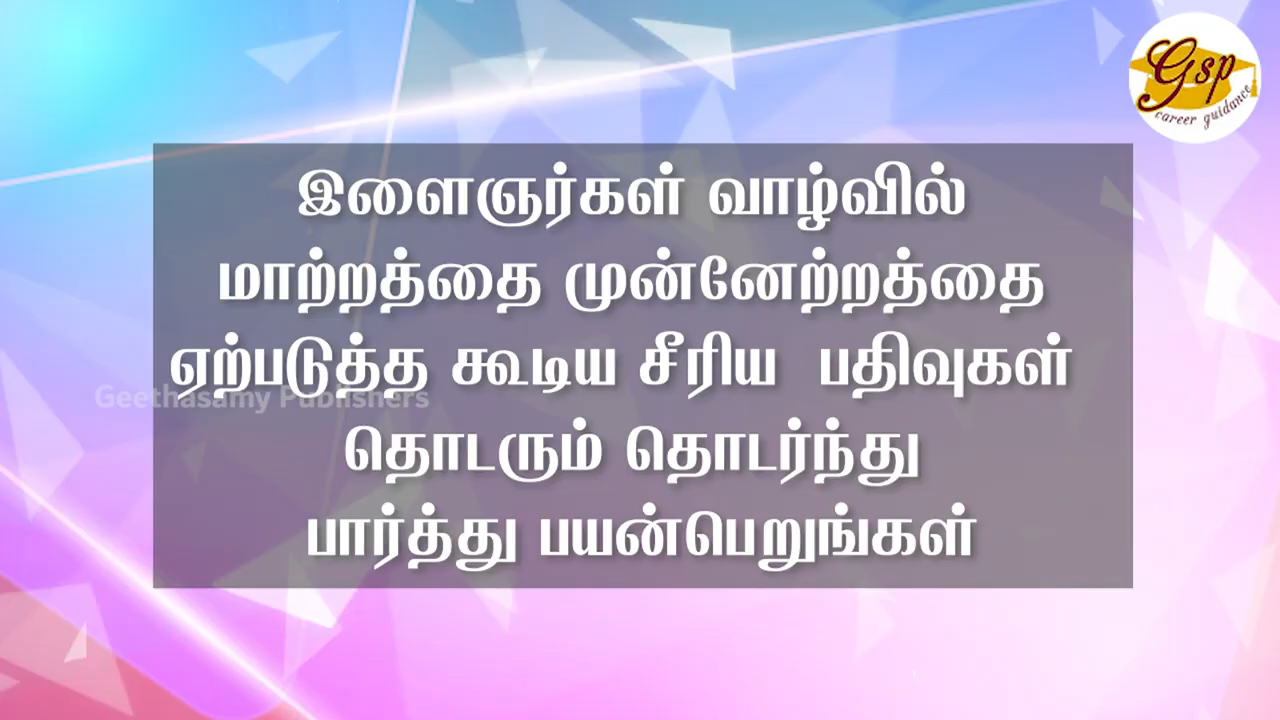 Gsp
career guidance
இளைஞர்கள் வாழ்வில்
மாற்றத்தை முன்னேற்றத்தை
ஏற்படுத்த கூடிய சீரிய பதிவுகள்
Geethasamy Publishers
தொடரும் தொடர்ந்து
பார்த்து பயன்பெறுங்கள்